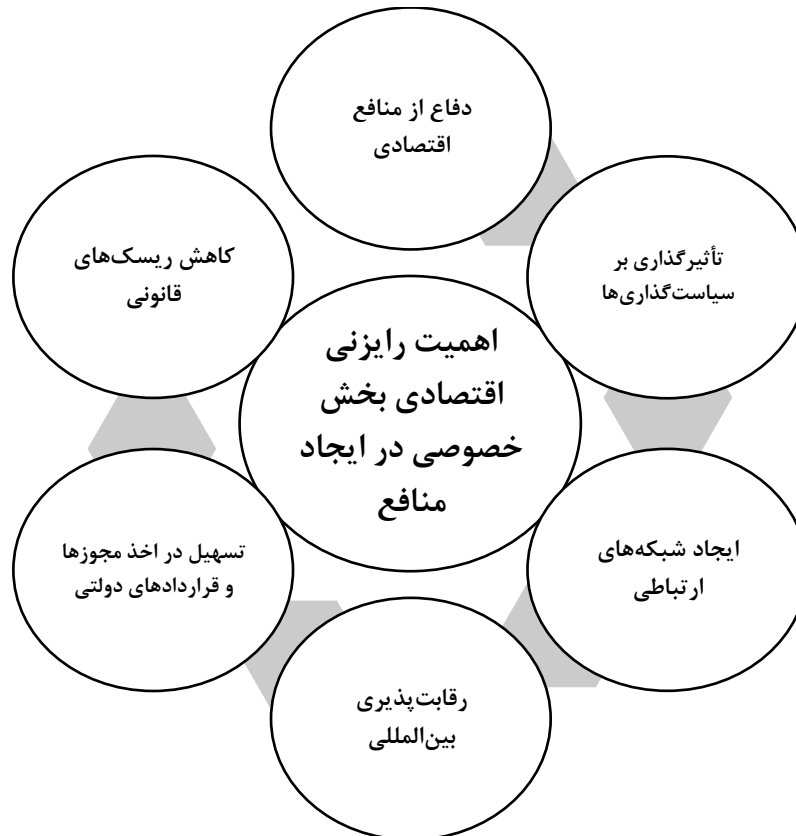 دفاع از منافع
اقتصادی
تأثیرگذاری بر
سیاست‌گذاری‌ها
ایجاد شبکه‌های
ارتباطی
رقابت‌پذیری
بین‌المللی
تسهیل در اخذ مجوزها
و قراردادهای دولتی
کاهش ریسک‌های
قانونی
اهمیت رایزنی
اقتصادی بخش
خصوصی در ایجاد
منافع